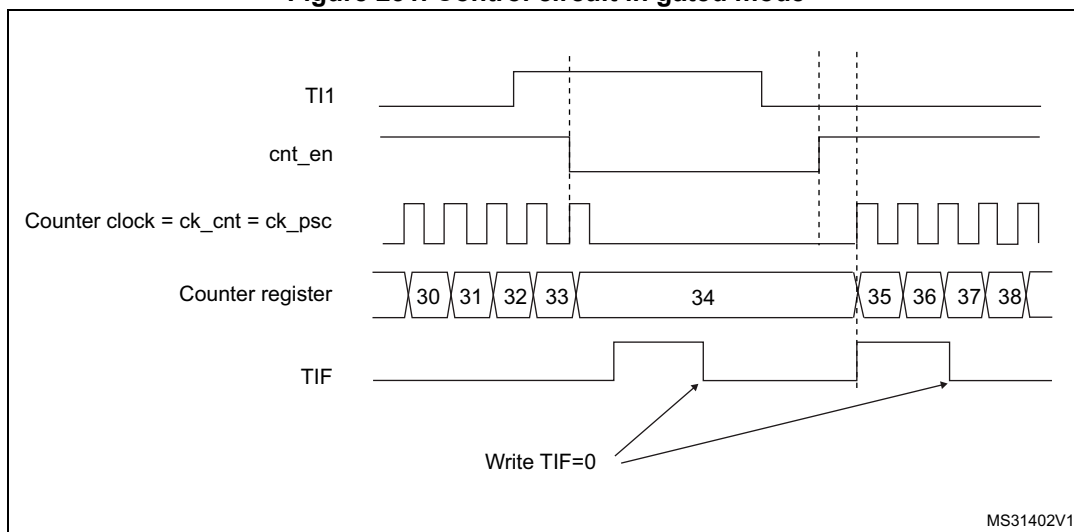 TI1
cnt_en
Counter clock = ck_cnt = ck_psc
Counter register
30
31
32
33
34
35
36
37
38
TIF
Write TIF=0
MS31402V1